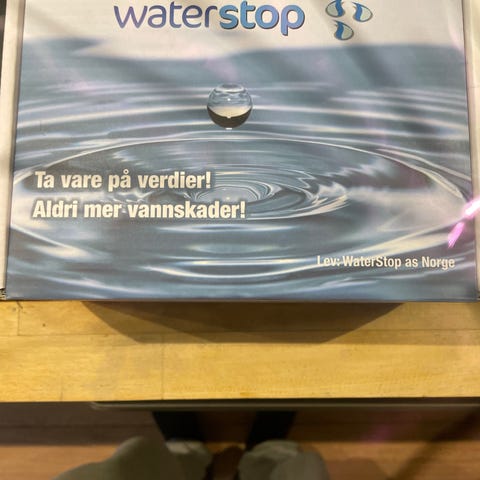 waterstop
Ta vare på verdier!
Aldri mer vannskader!
Lev: WaterStop as Norge